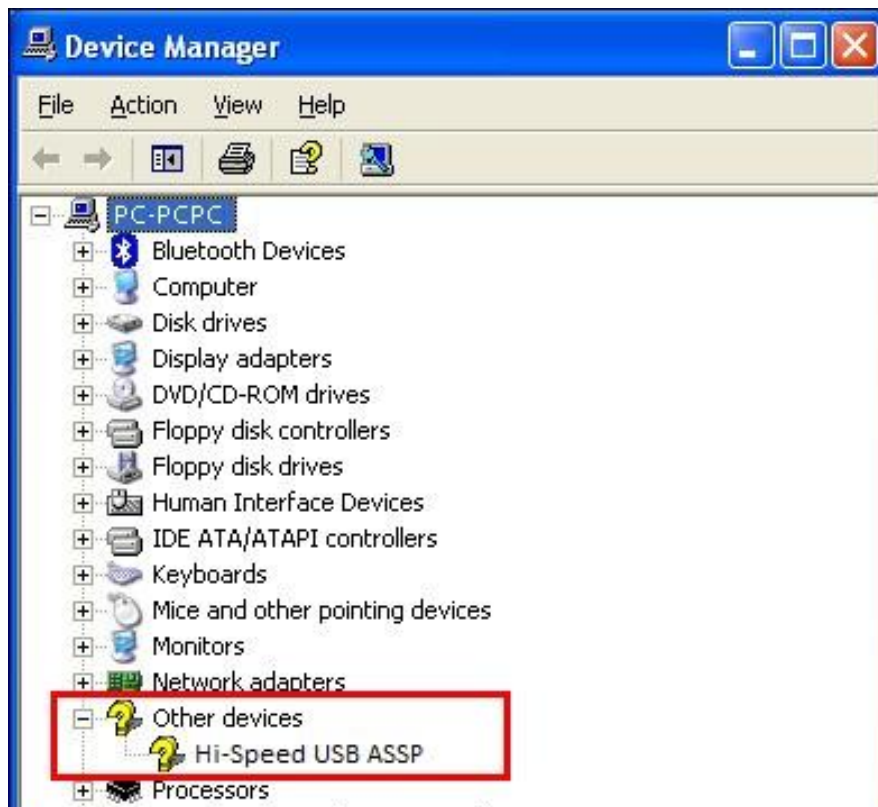 Device Manager
File Action View Help
PC-PCPC
Bluetooth Devices
Computer
Disk drives
Display adapters
DVD/CD-ROM drives
Floppy disk controllers
Floppy disk drives
Human Interface Devices
IDE ATA/ATAPI controllers
Keyboards
Mice and other pointing devices
Monitors
Network adapters
Other devices
Hi-Speed USB ASSP
Processors